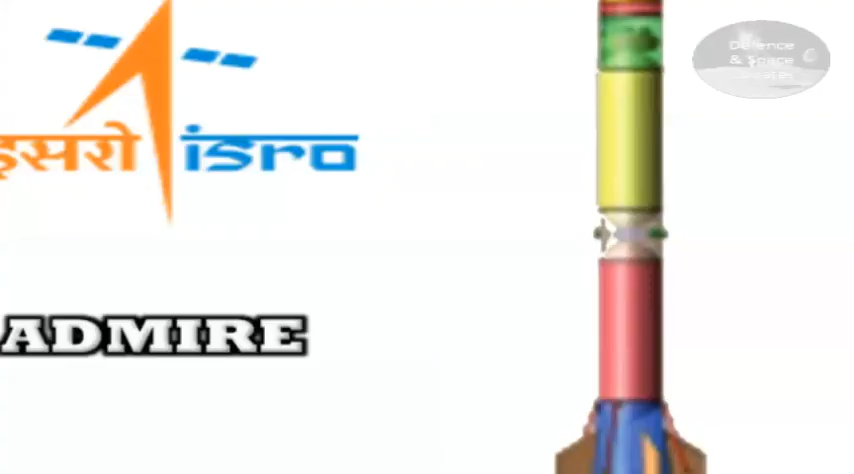 इसरो isro
Defence
& Space
ADMIRE